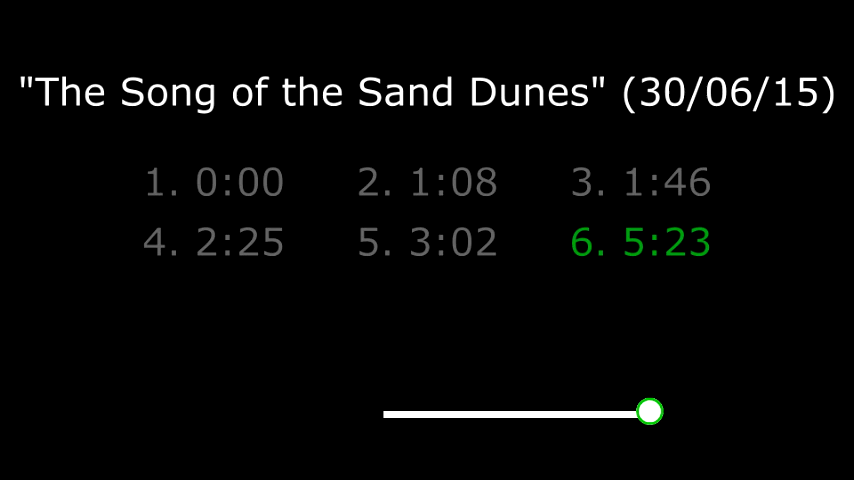 "The Song of the Sand Dunes" (30/06/15)
1. 0:00 2. 1:08 3. 1:46
4. 2:25 5. 3:02 6. 5:23